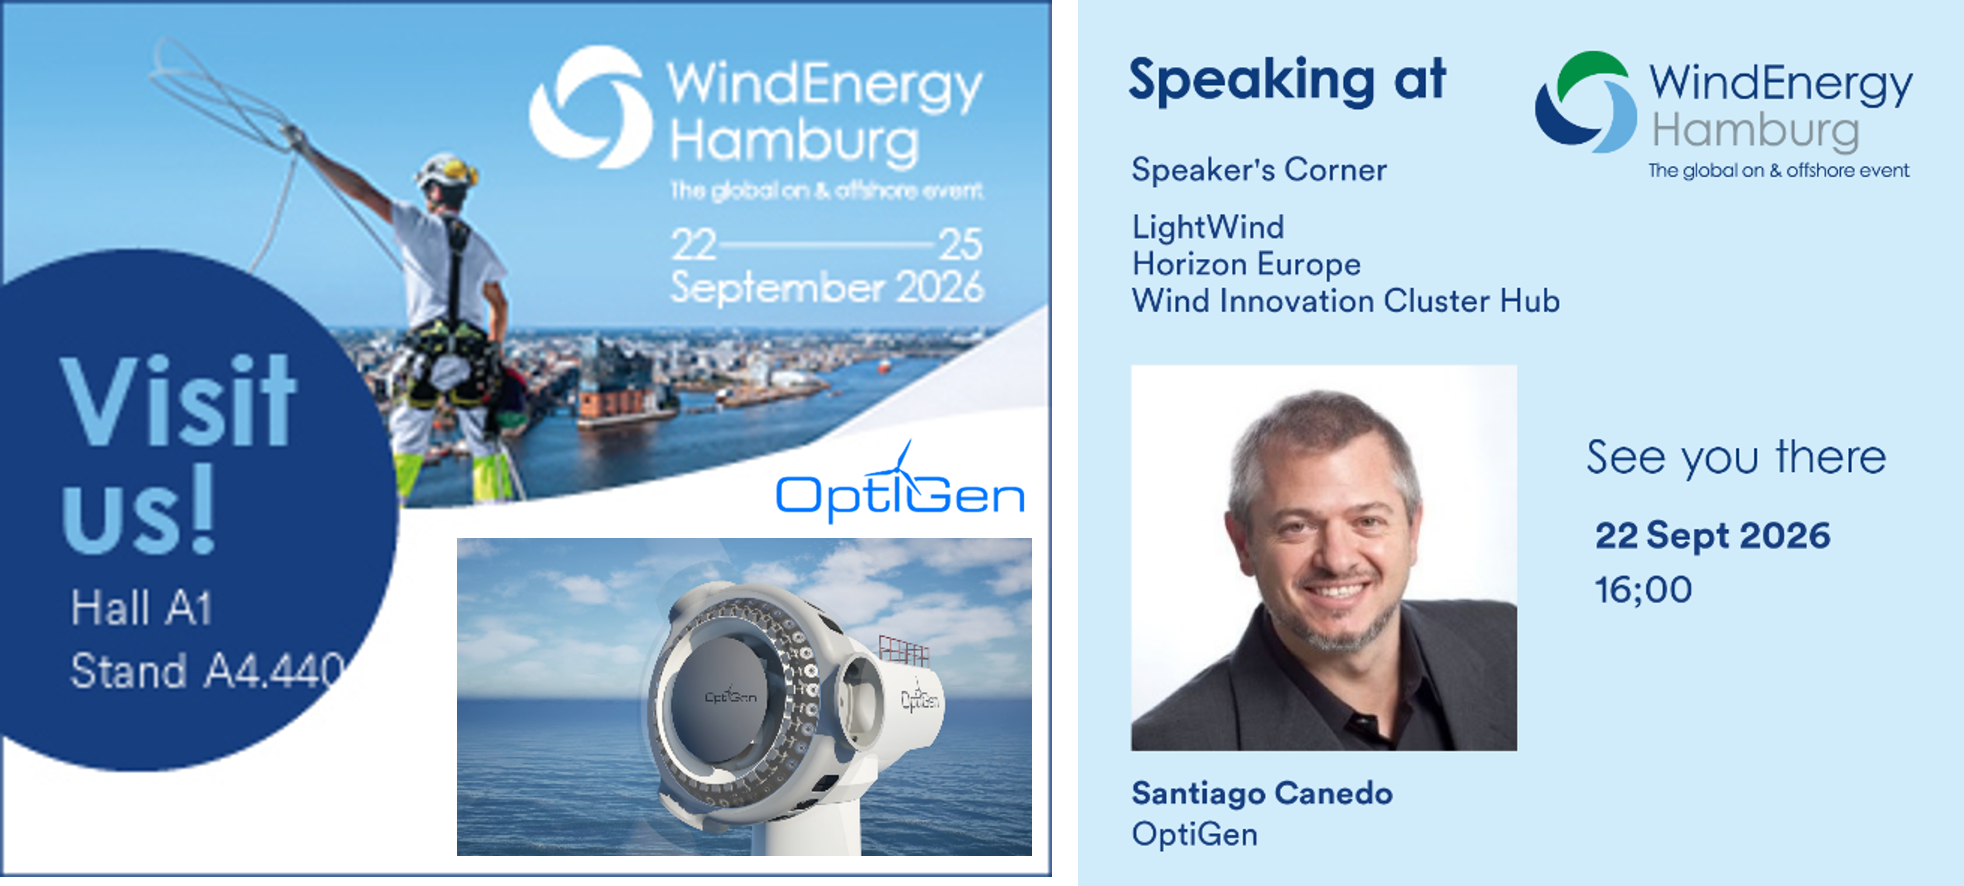 WindEnergy
Hamburg
The global on & offshore event
22 25
September 2026
Visit
us!
Hall A1
Stand A4.440
OptiGen
OptiGen
OptiGen
Speaking at
WindEnergy
Hamburg
The global on & offshore event
Speaker's Corner
LightWind
Horizon Europe
Wind Innovation Cluster Hub
See you there
22 Sept 2026
16;00
Santiago Canedo
OptiGen